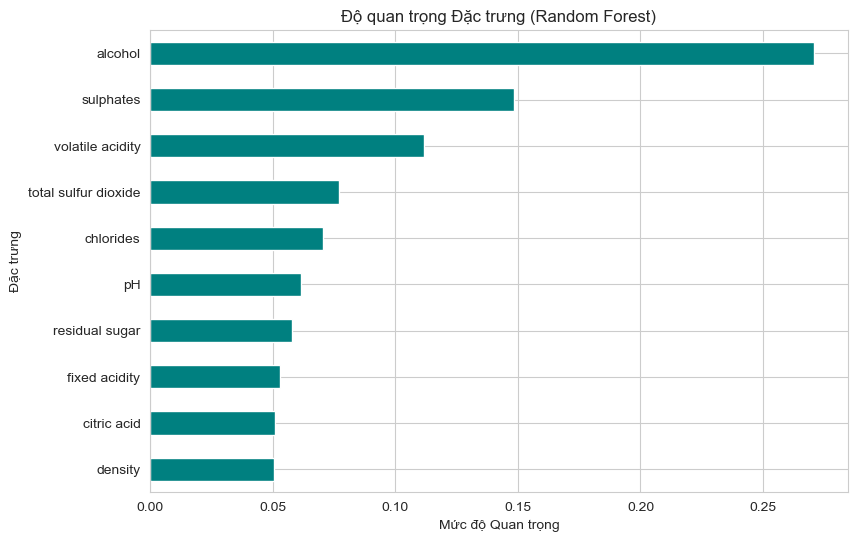 Độ quan trọng Đặc trưng (Random Forest)
Đặc trưng
alcohol
sulphates
volatile acidity
total sulfur dioxide
chlorides
pH
residual sugar
fixed acidity
citric acid
density
0.00 0.05 0.10 0.15 0.20 0.25
Mức độ Quan trọng